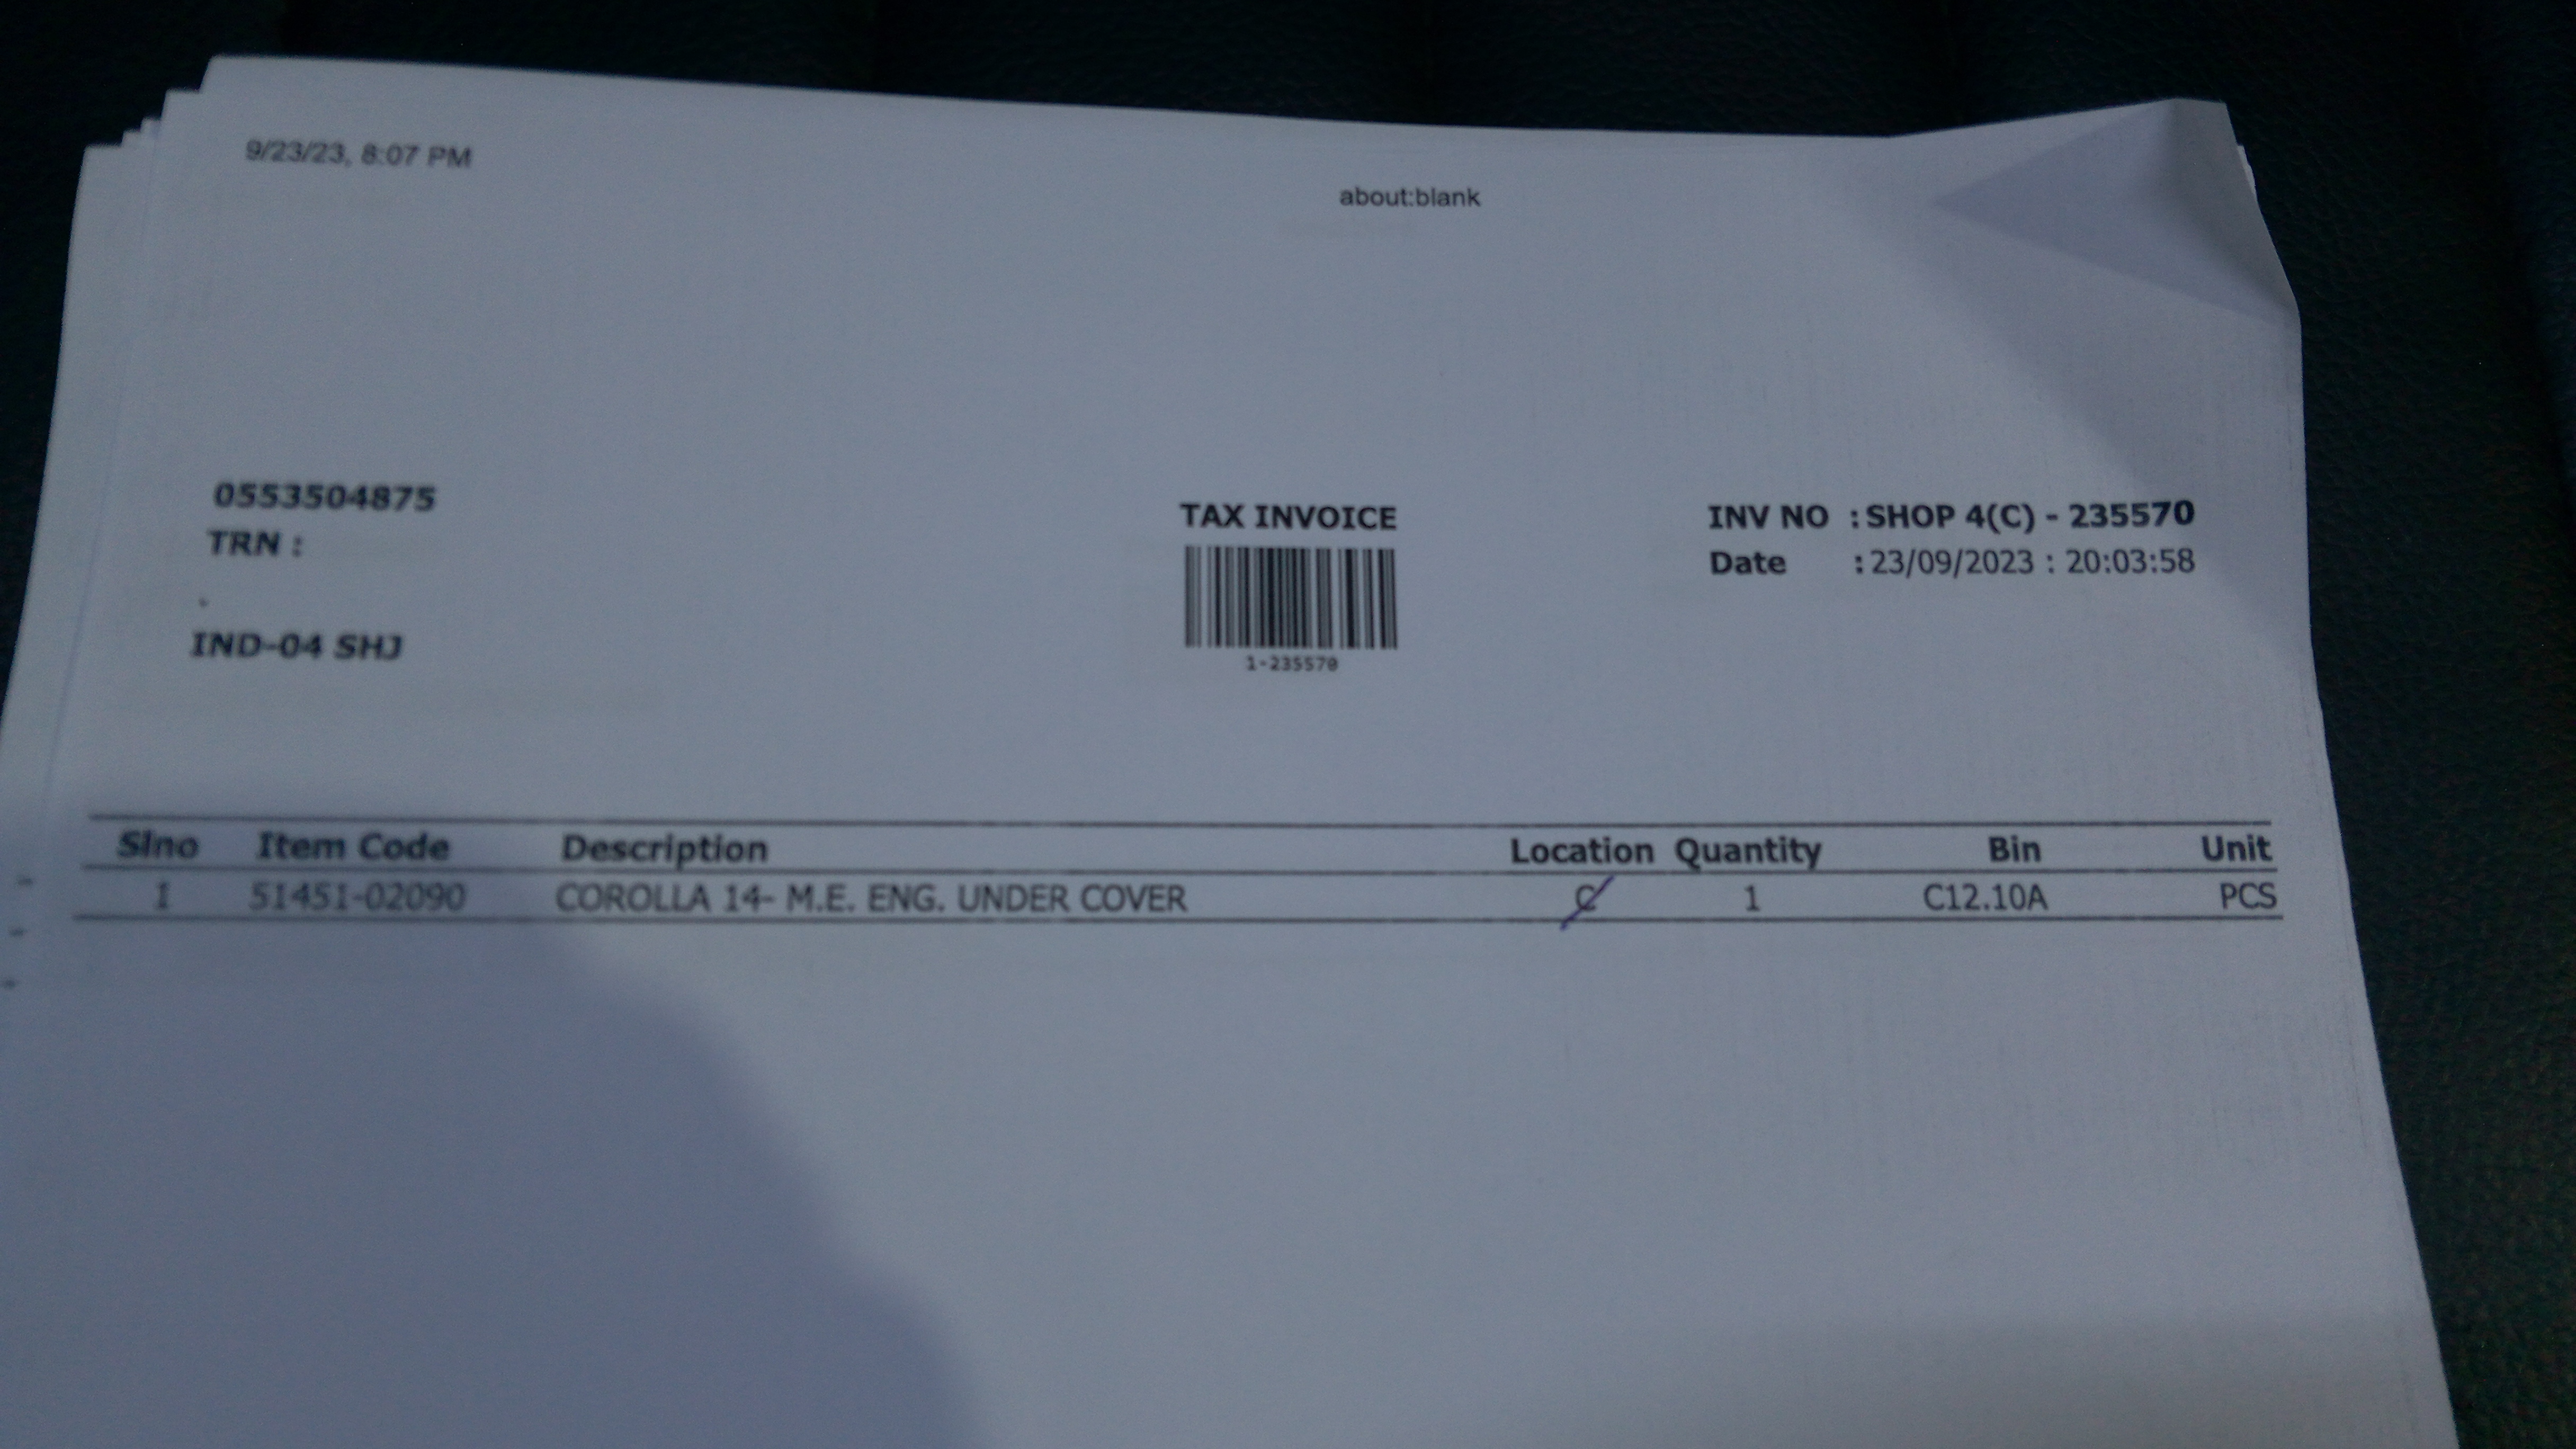 9/23/23, 8:07 PM
about:blank
0553504875
TRN :
.
IND-04 SHJ
TAX INVOICE
1-235570
INV NO : SHOP 4(C) - 235570
Date : 23/09/2023 : 20:03:58
Slno Item Code Description Location Quantity Bin Unit
1 51451-02090 COROLLA 14- M.E. ENG. UNDER COVER C 1 C12.10A PCS